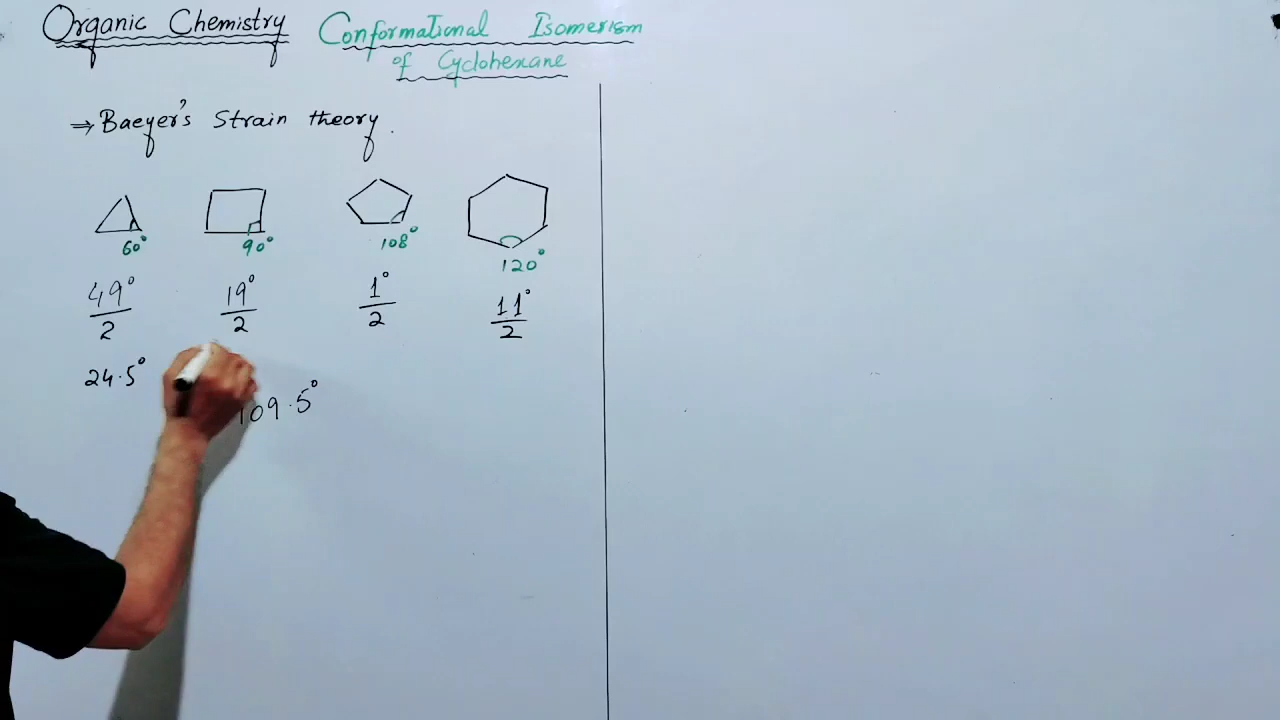 Organic Chemistry Conformational Isomerism
of Cyclohexane
⇒ Baeyer's Strain theory.
60° 90° 108° 120°
49°/2 19°/2 1°/2 11°/2
24.5°
109.5°